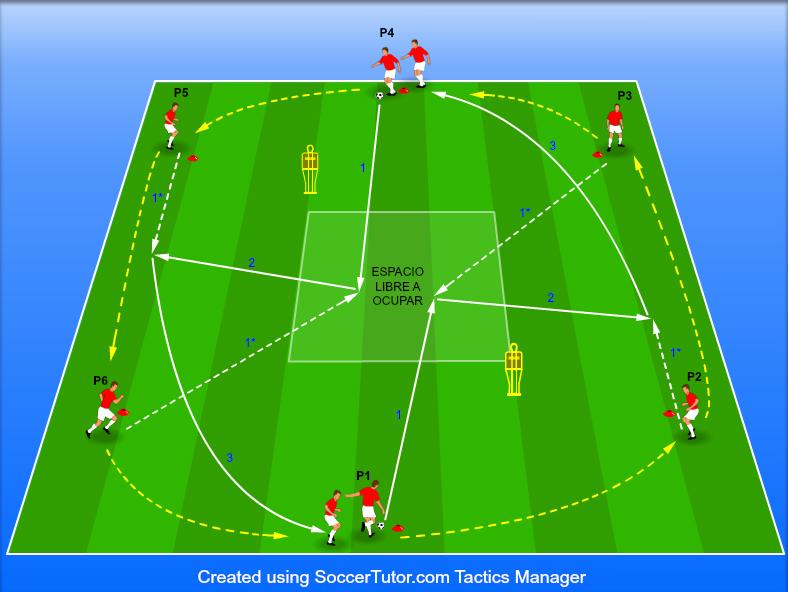 P4
P5
P3
1
3
1*
1*
ESPACIO
LIBRE A
OCUPAR
2
2
1*
1*
P6
P2
1
3
P1
Created using SoccerTutor.com Tactics Manager